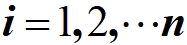 i = 1, 2, ⋯ n